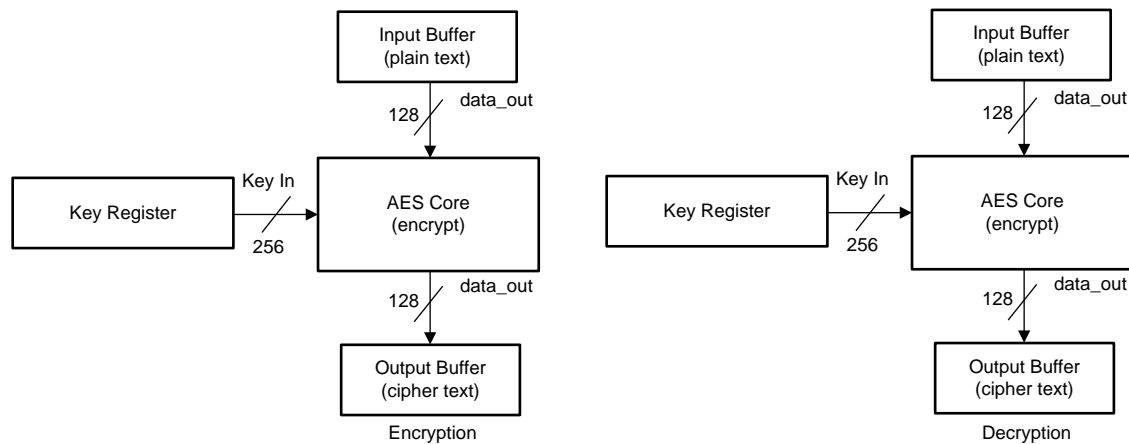 Input Buffer
(plain text)
data_out
128
Key In
Key Register
256
AES Core
(encrypt)
data_out
128
Output Buffer
(cipher text)
Encryption
Input Buffer
(plain text)
data_out
128
Key In
Key Register
256
AES Core
(encrypt)
data_out
128
Output Buffer
(cipher text)
Decryption